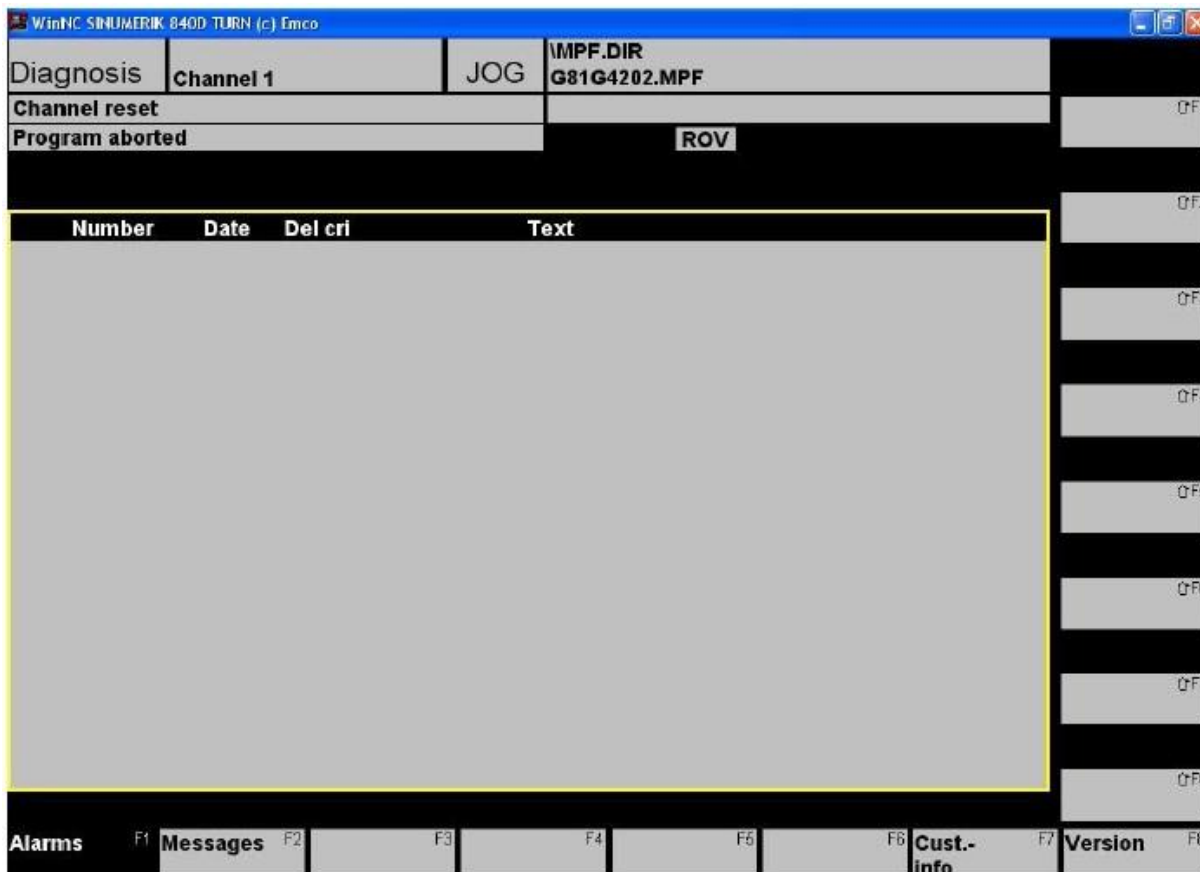 WinNC SINUMERIK 840D TURN (c) Emco
Diagnosis
Channel 1
JOG
\MPF.DIR
G81G4202.MPF
Channel reset
Program aborted
ROV
Number Date Del cri Text
Alarms F1
Messages F2
F3
F4
F5
F6
Cust.- F7
info
Version